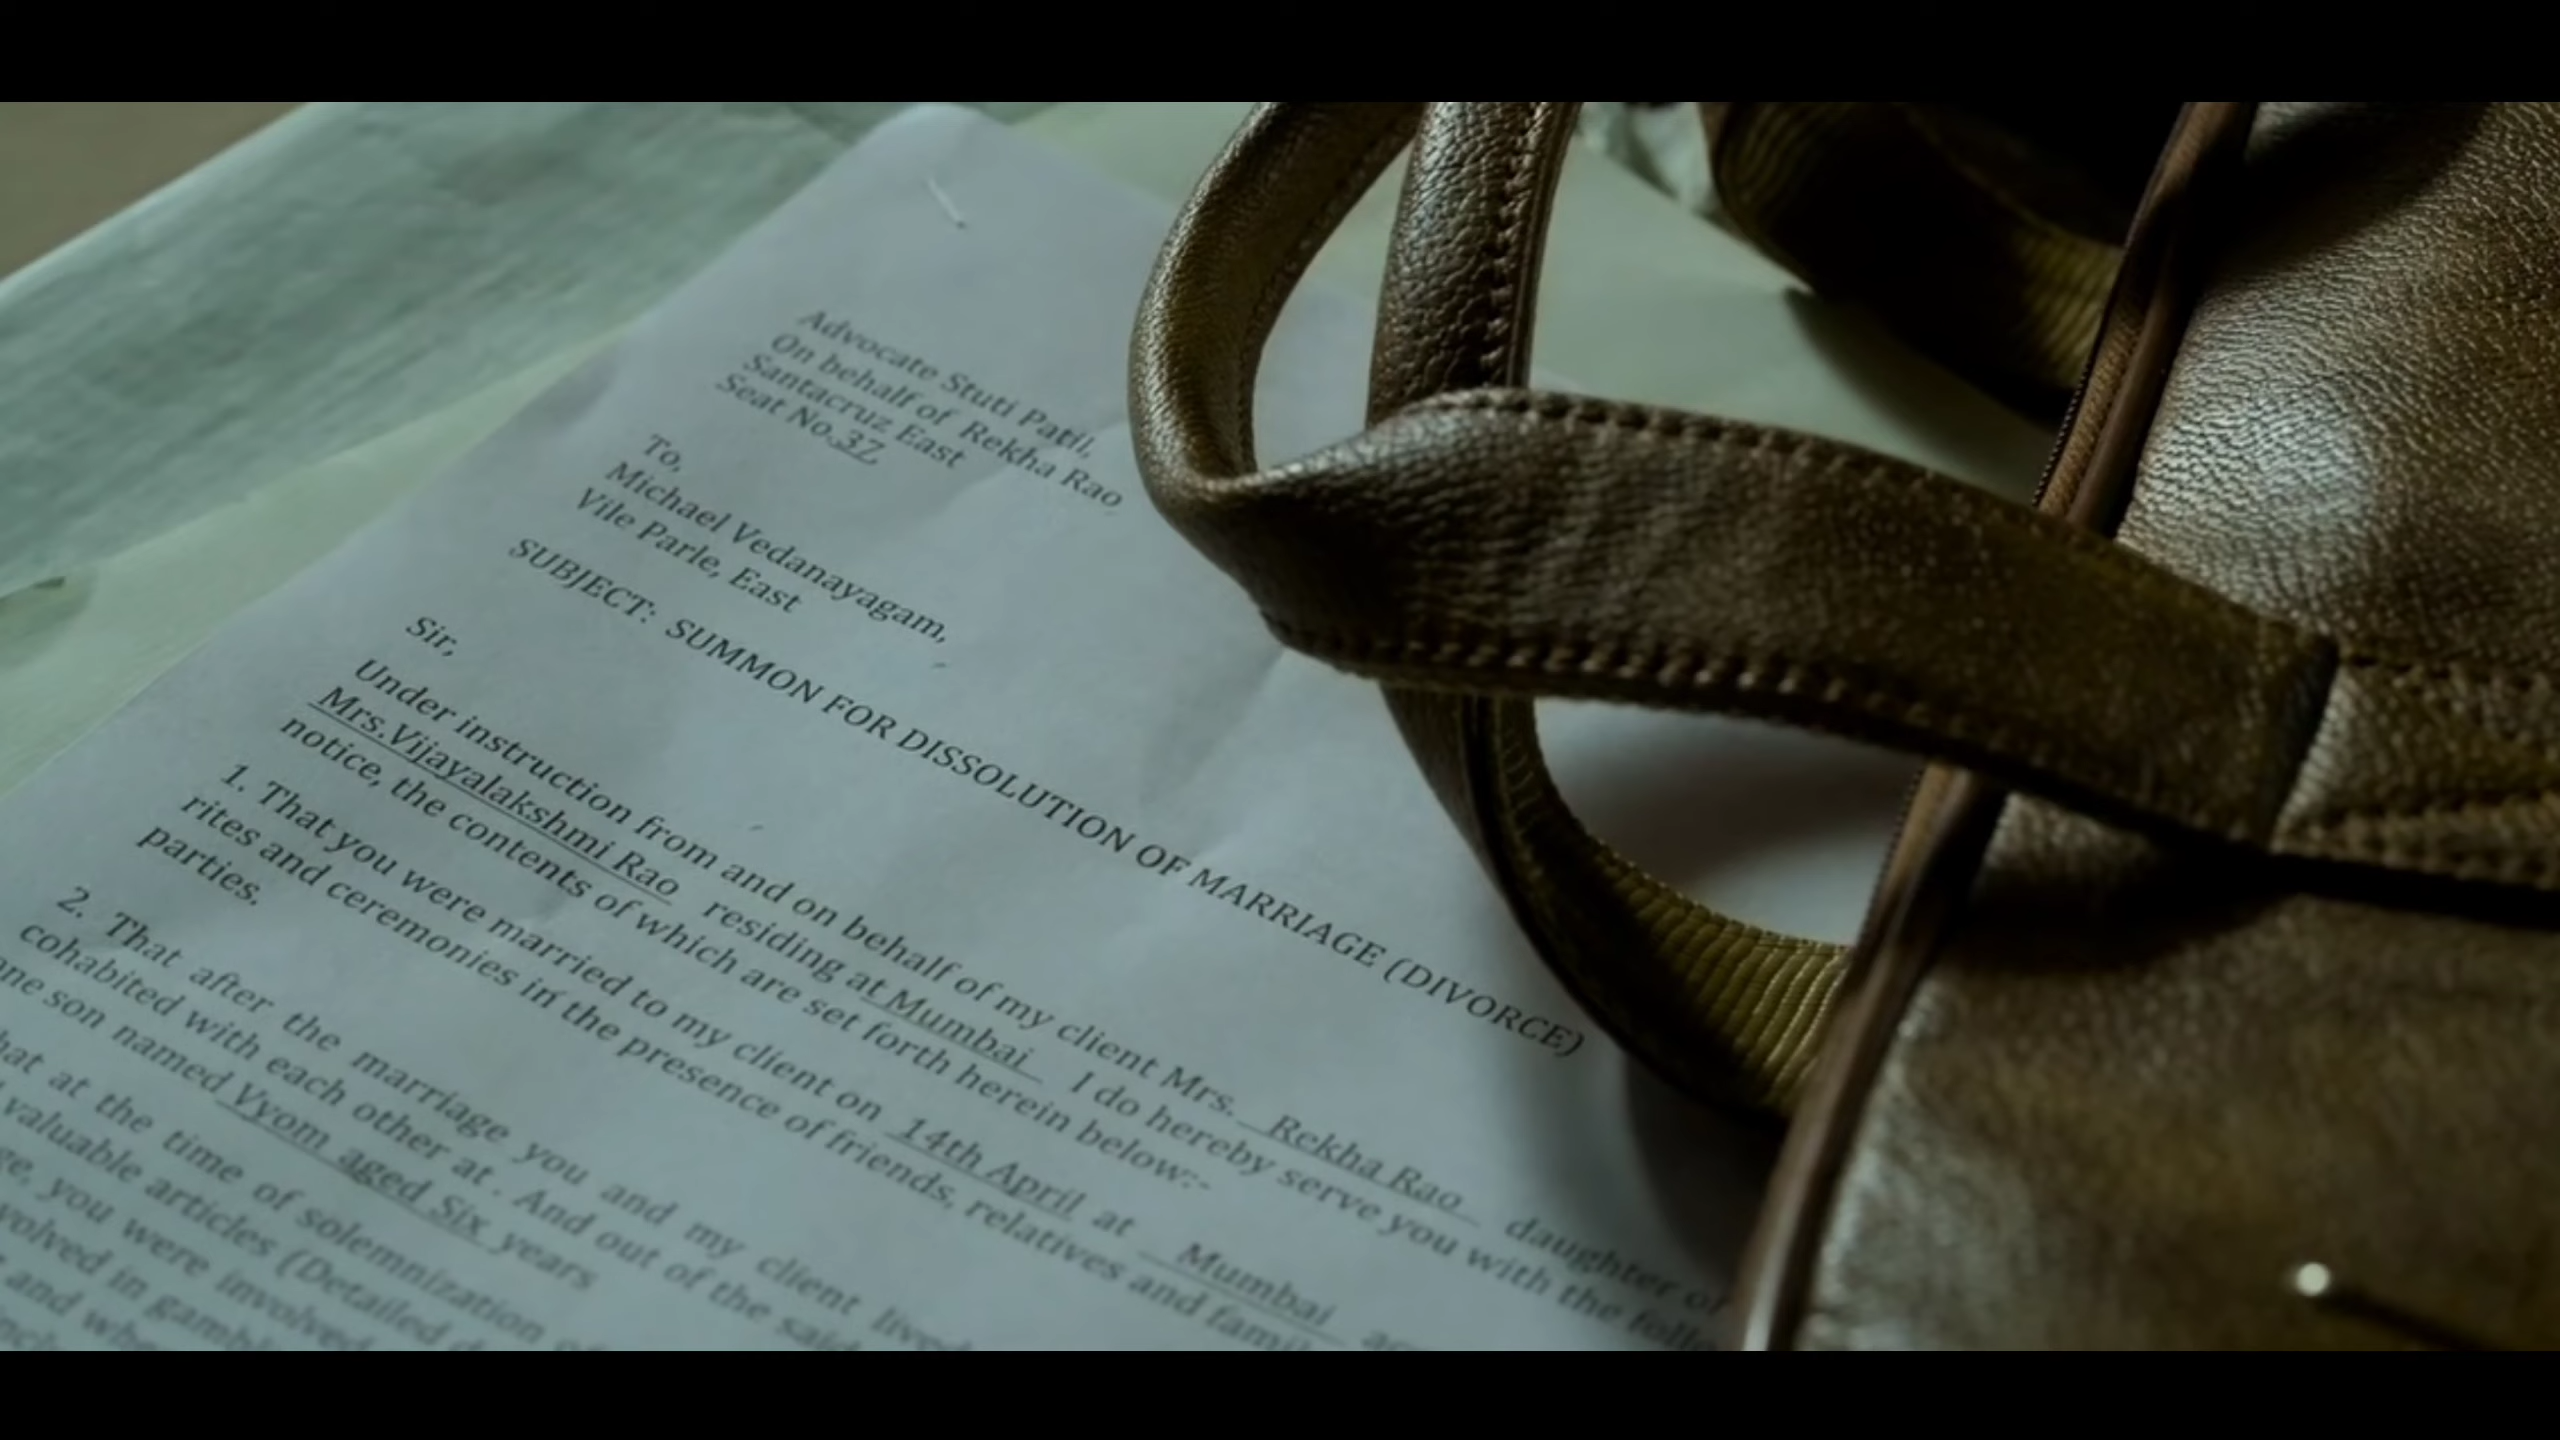 Advocate Stuti Patil,
On behalf of Rekha Rao
Santacruz East
Seat No.37
To,
Michael Vedanayagam,
Vile Parle, East
SUBJECT: SUMMON FOR DISSOLUTION OF MARRIAGE (DIVORCE)
Sir,
Under instruction from and on behalf of my client Mrs. Rekha Rao daughter of
Mrs.Vijayalakshmi Rao residing at Mumbai I do hereby serve you with the
notice, the contents of which are set forth herein below:-
1. That you were married to my client on 14th April at Mumbai
rites and ceremonies in the presence of friends, relatives and
parties.
2. That after the marriage you and my client lived
cohabited with each other at . And out of the said
son named Vyom aged Six years
at the time of solemnization
valuable articles (Detailed
you were involved
in
and